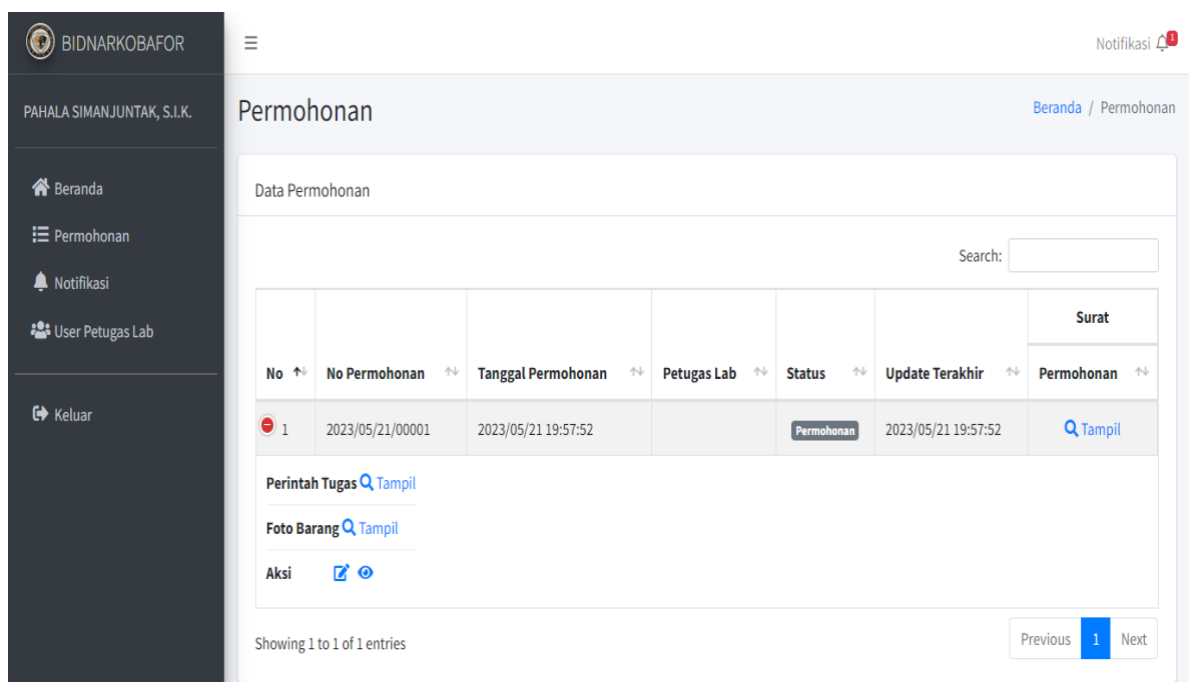 BIDNARKOBAFOR
Notifikasi 1
PAHALA SIMANJUNTAK, S.I.K.
Beranda
Permohonan
Notifikasi
User Petugas Lab
Keluar
Permohonan
Beranda / Permohonan
Data Permohonan
Search:
Surat
No No Permohonan Tanggal Permohonan Petugas Lab Status Update Terakhir Permohonan
1 2023/05/21/00001 2023/05/21 19:57:52 Permohonan 2023/05/21 19:57:52 Tampil
Perintah Tugas Tampil
Foto Barang Tampil
Aksi
Showing 1 to 1 of 1 entries
Previous 1 Next